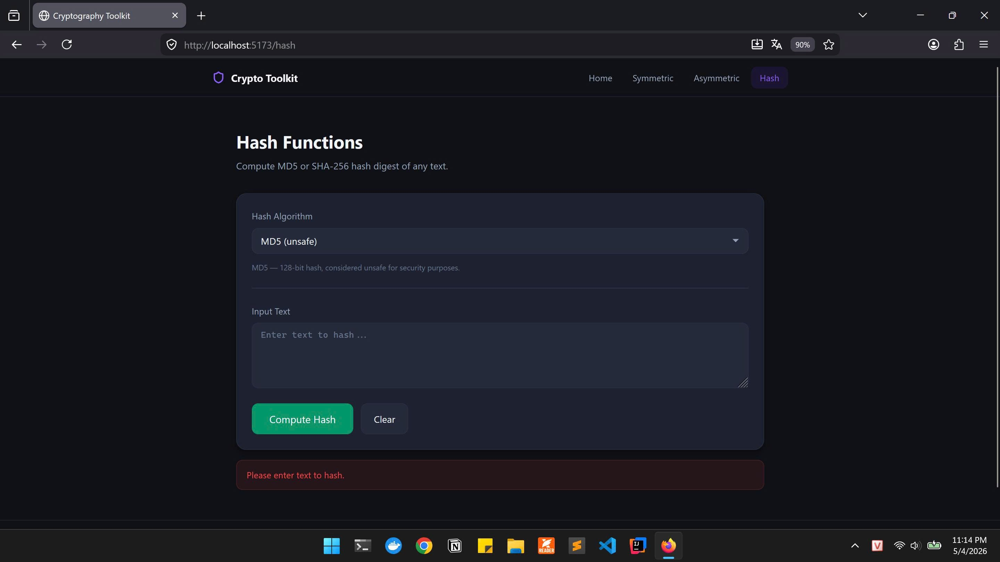 Cryptography Toolkit
http://localhost:5173/hash
90%
Crypto Toolkit
Home
Symmetric
Asymmetric
Hash
Hash Functions
Compute MD5 or SHA-256 hash digest of any text.
Hash Algorithm
MD5 (unsafe)
MD5 — 128-bit hash, considered unsafe for security purposes.
Input Text
Enter text to hash...
Compute Hash
Clear
Please enter text to hash.
READER
IJ
V
11:14 PM
5/4/2026